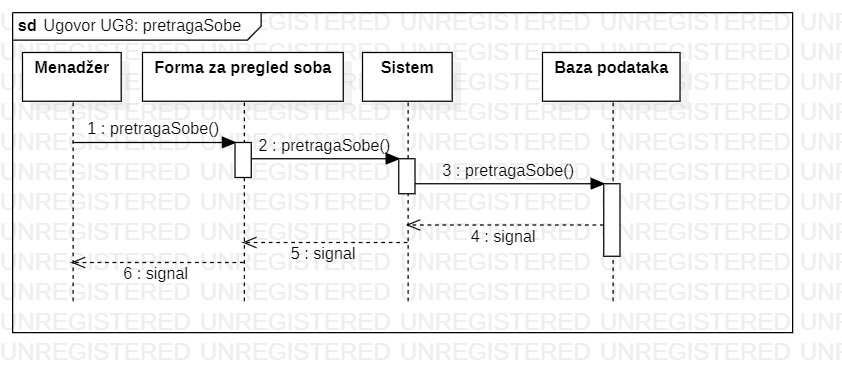 sd Ugovor UG8: pretragaSobe
Menadžer
Forma za pregled soba
Sistem
Baza podataka
1 : pretragaSobe()
2 : pretragaSobe()
3 : pretragaSobe()
4 : signal
5 : signal
6 : signal
UNREGISTERED UNREGISTERED UNREGISTERED UNREGISTERED UNR